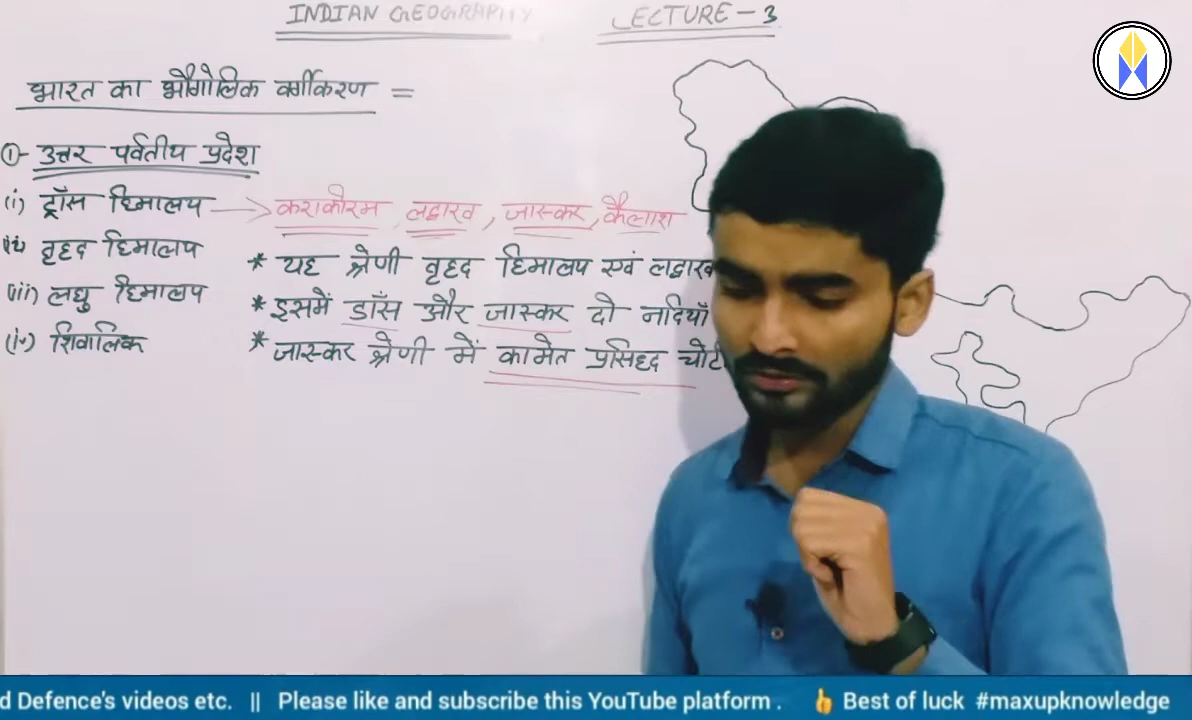 INDIAN GEOGRAPHY LECTURE - 3
भारत का भौगोलिक वर्गीकरण =
①- उत्तर पर्वतीय प्रदेश
(i) ट्रॉस हिमालय → कराकोरम, लद्दाख, जास्कर, कैलाश
(ii) वृहद हिमालय
* यह श्रेणी वृहद हिमालय एवं लद्दाख
(iii) लघु हिमालय
* इसमें डॉस और जास्कर दो नदियाँ
(iv) शिवालिक
* जास्कर श्रेणी में कामेत प्रसिद्द चोटी
d Defence's videos etc. || Please like and subscribe this YouTube platform . 👍 Best of luck #maxupknowledge